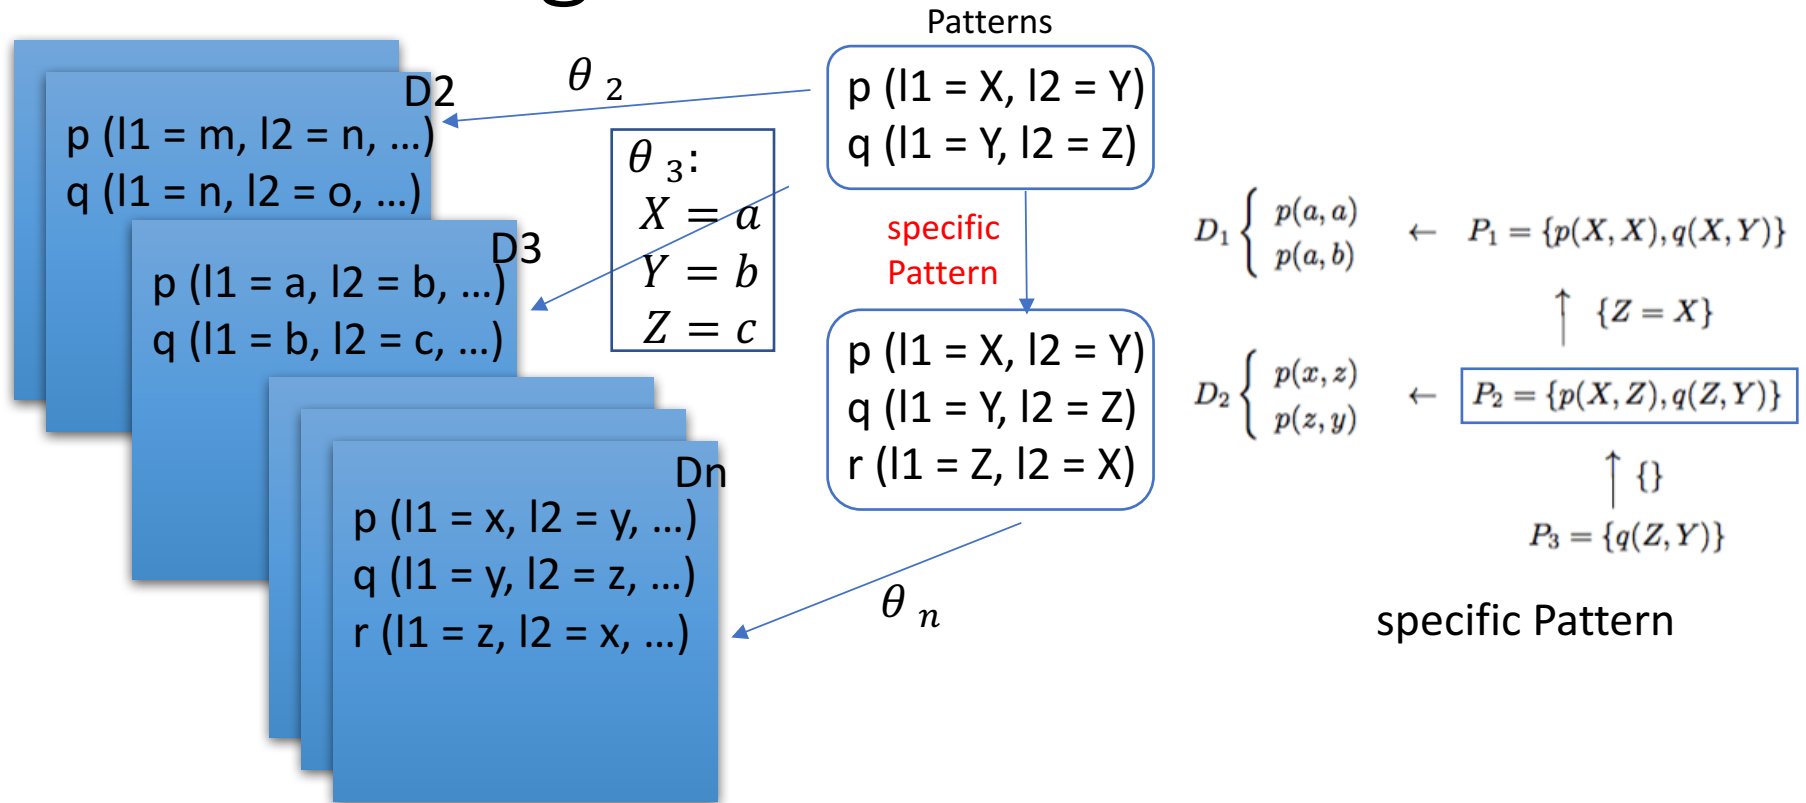 Patterns
D2
p (l1 = m, l2 = n, ...)
q (l1 = n, l2 = o, ...)
θ 2
p (l1 = X, l2 = Y)
q (l1 = Y, l2 = Z)
D3
p (l1 = a, l2 = b, ...)
q (l1 = b, l2 = c, ...)
θ 3:
X = a
Y = b
Z = c
specific
Pattern
p (l1 = X, l2 = Y)
q (l1 = Y, l2 = Z)
r (l1 = Z, l2 = X)
Dn
p (l1 = x, l2 = y, ...)
q (l1 = y, l2 = z, ...)
r (l1 = z, l2 = x, ...)
θ n
D1 { p(a, a)
p(a, b)
← P1 = {p(X, X), q(X, Y)}
↑ {Z = X}
D2 { p(x, z)
p(z, y)
← P2 = {p(X, Z), q(Z, Y)}
↑ {}
P3 = {q(Z, Y)}
specific Pattern